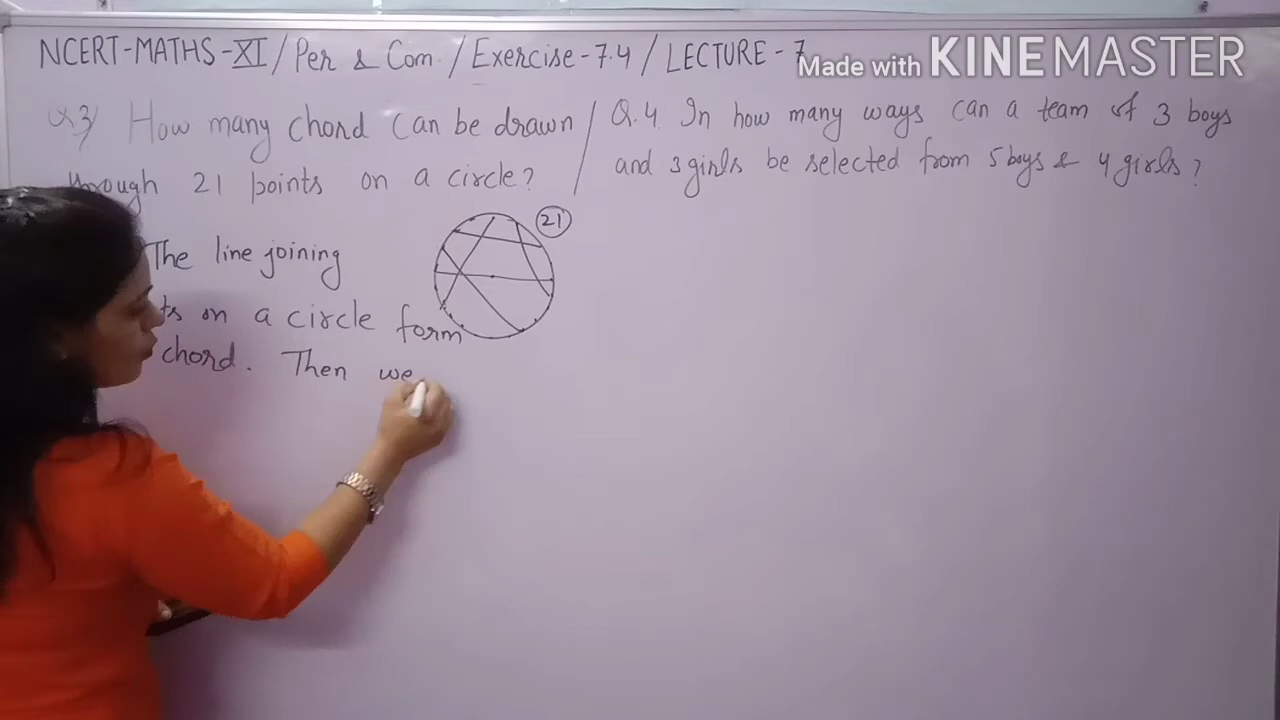 NCERT-MATHS-XI / Per & Com. / Exercise-7.4 / LECTURE-7
Made with KINEMASTER
Q.3/ How many chord can be drawn
through 21 points on a circle?
Q.4. In how many ways can a team of 3 boys
and 3 girls be selected from 5 boys & 4 girls?
21
The line joining
ts on a circle form
chord. Then we